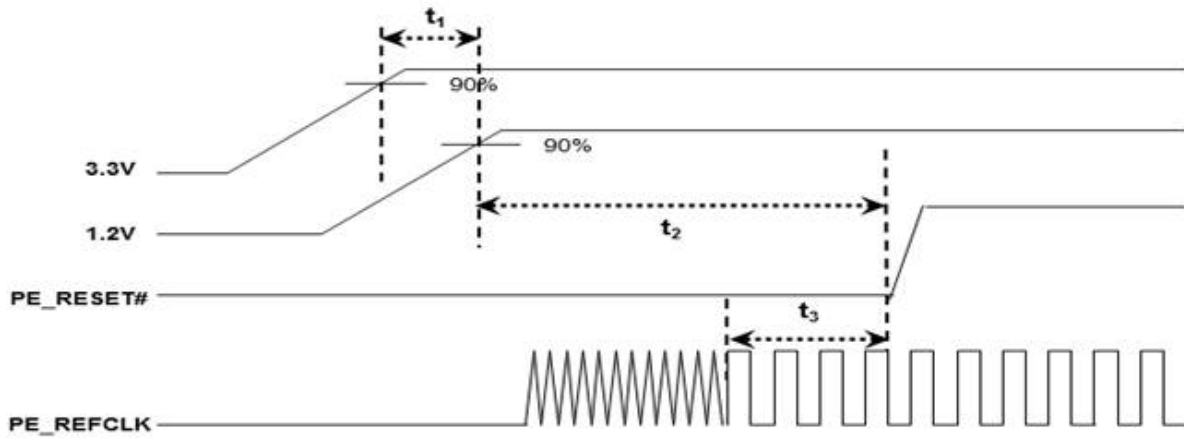 t₁
90%
3.3V
90%
1.2V
t₂
PE_RESET#
t₃
PE_REFCLK